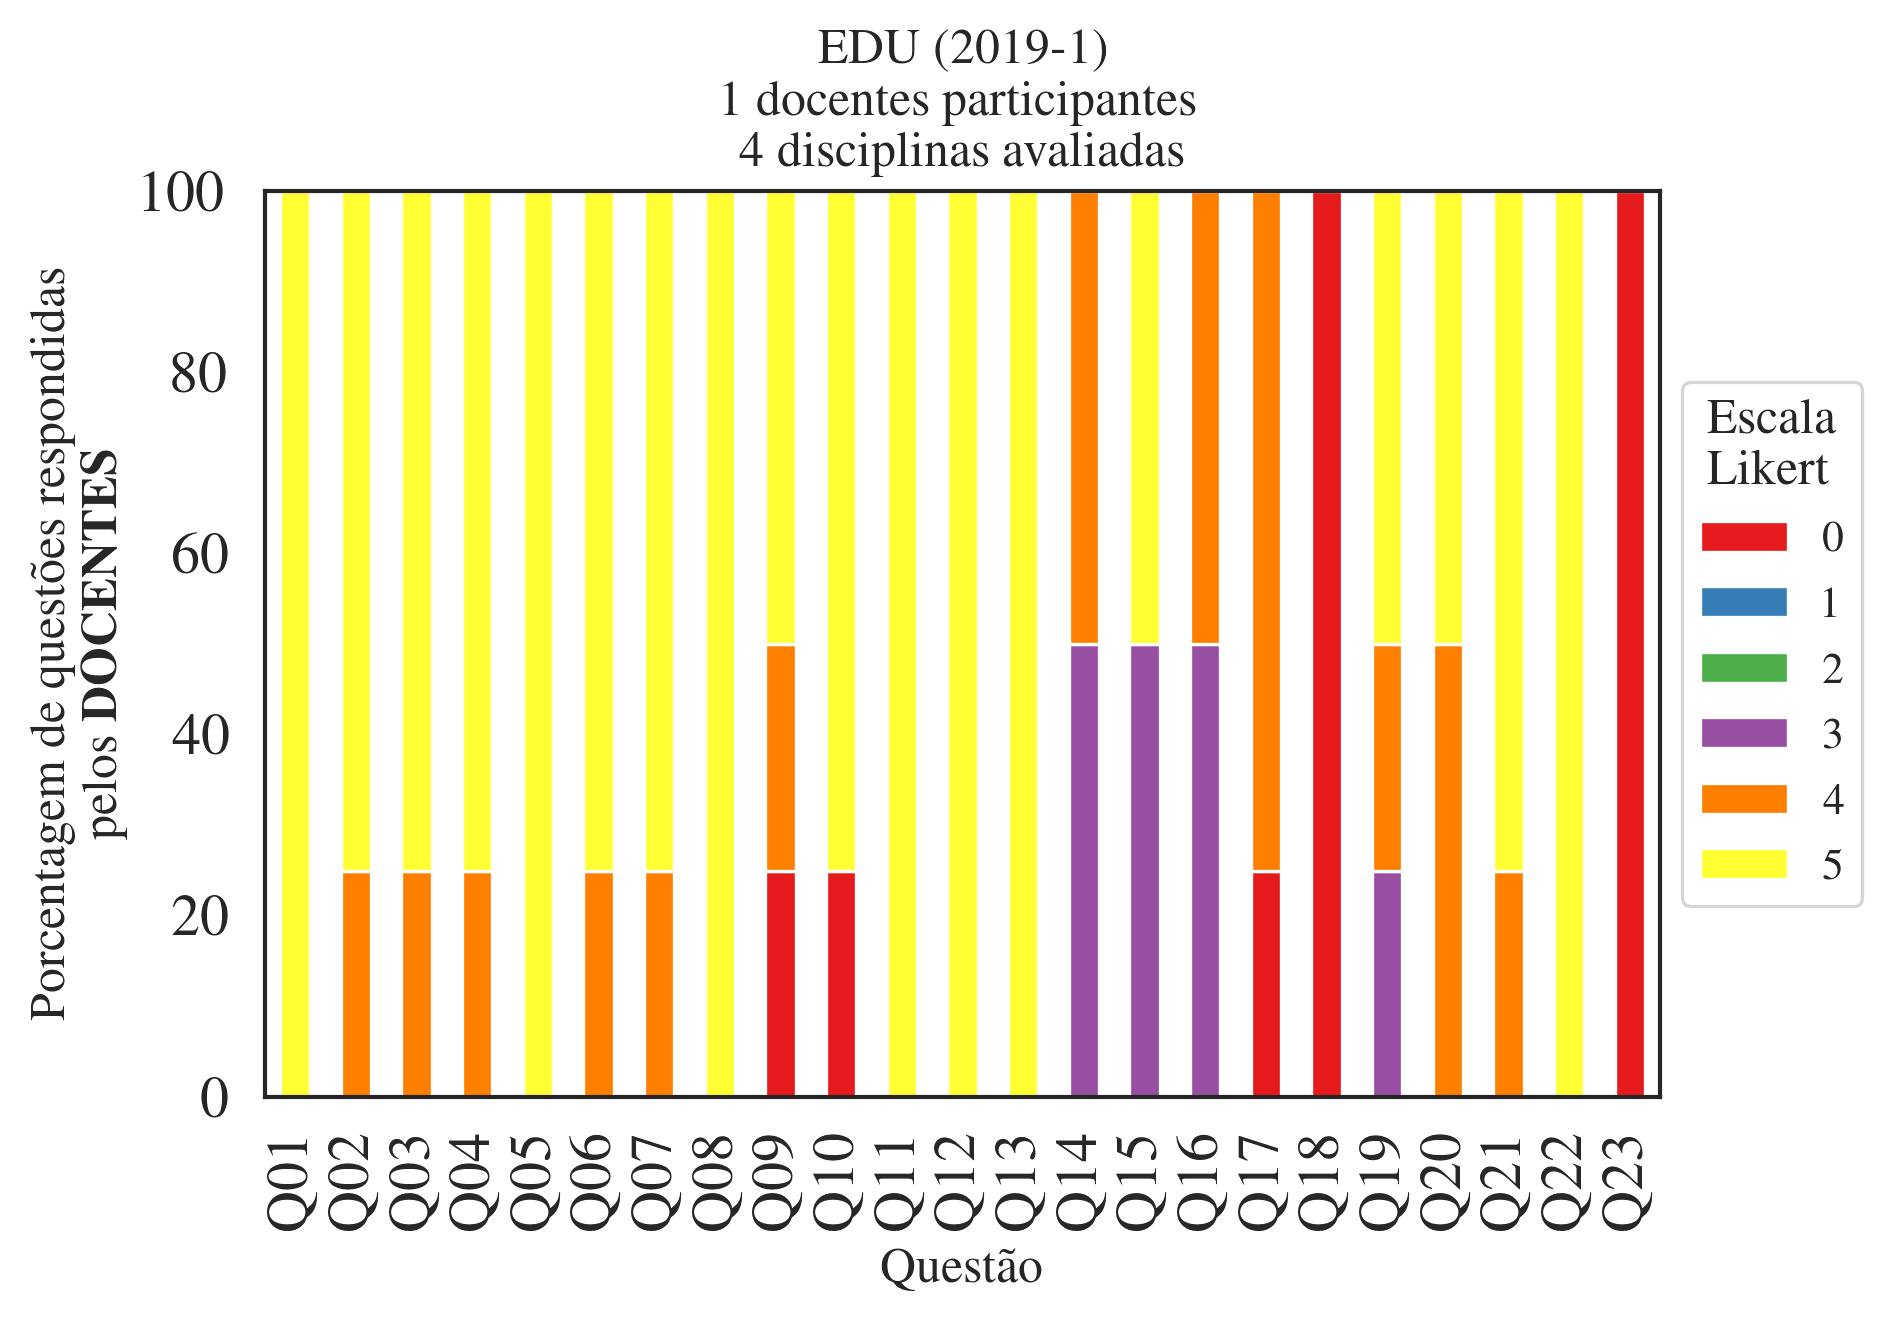 EDU (2019-1)
1 docentes participantes
4 disciplinas avaliadas
Porcentagem de questões respondidas
pelos DOCENTES
100
80
60
40
20
0
Q01
Q02
Q03
Q04
Q05
Q06
Q07
Q08
Q09
Q10
Q11
Q12
Q13
Q14
Q15
Q16
Q17
Q18
Q19
Q20
Q21
Q22
Q23
Questão
Escala
Likert
0
1
2
3
4
5